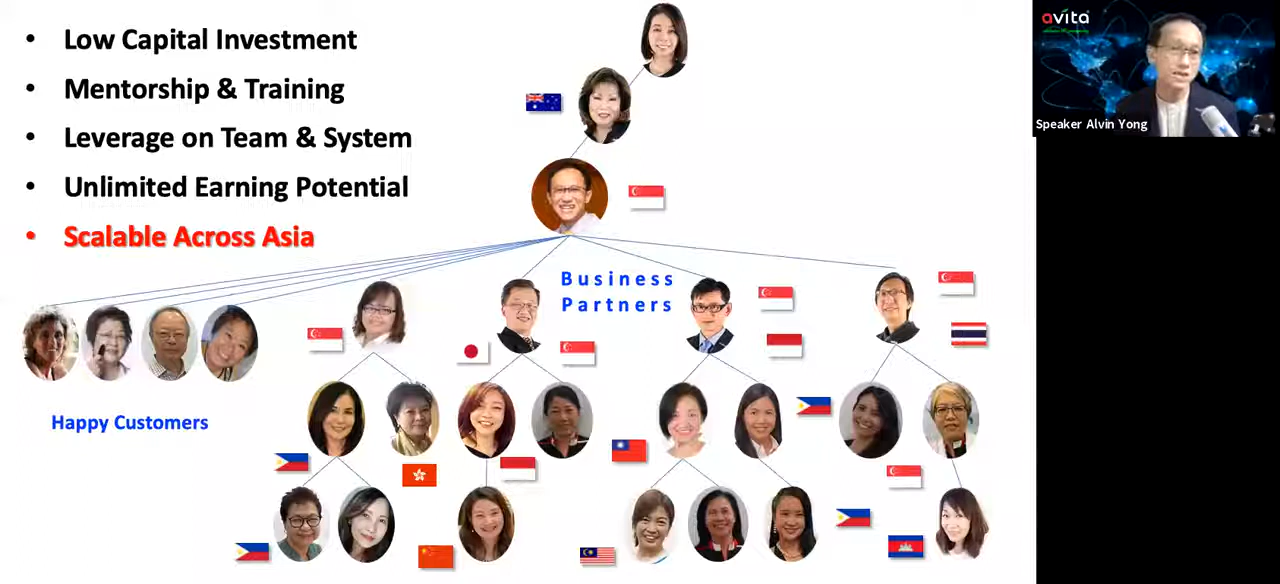 Low Capital Investment
Mentorship & Training
Leverage on Team & System
Unlimited Earning Potential
Scalable Across Asia
Business
Partners
Happy Customers
avita
Speaker Alvin Yong